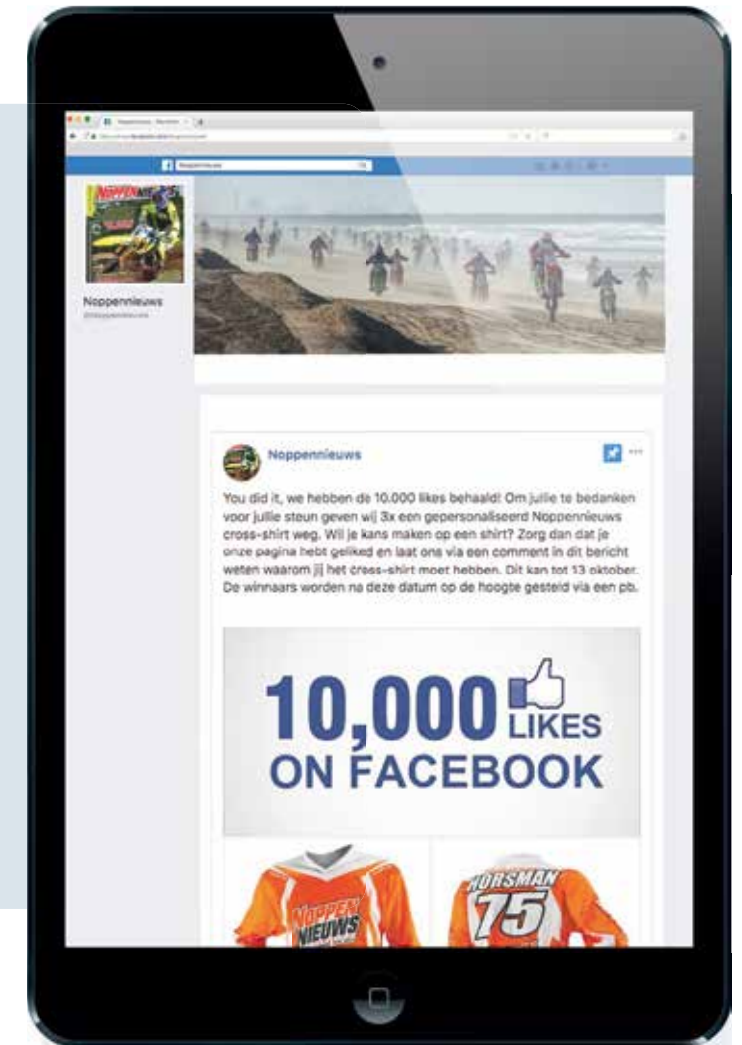 Noppennieuws
NOPPENNIEUWS
Noppennieuws
@Noppennieuws
Noppennieuws
You did it, we hebben de 10.000 likes behaald! Om jullie te bedanken
voor jullie steun geven wij 3x een gepersonaliseerd Noppennieuws
cross-shirt weg. Wil je kans maken op een shirt? Zorg dan dat je
onze pagina hebt geliked en laat ons via een comment in dit bericht
weten waarom jij het cross-shirt moet hebben. Dit kan tot 13 oktober.
De winnaars worden na deze datum op de hoogte gesteld via een pb.
10,000 LIKES
ON FACEBOOK
NOPPEN
NIEUWS
HORSMAN
75